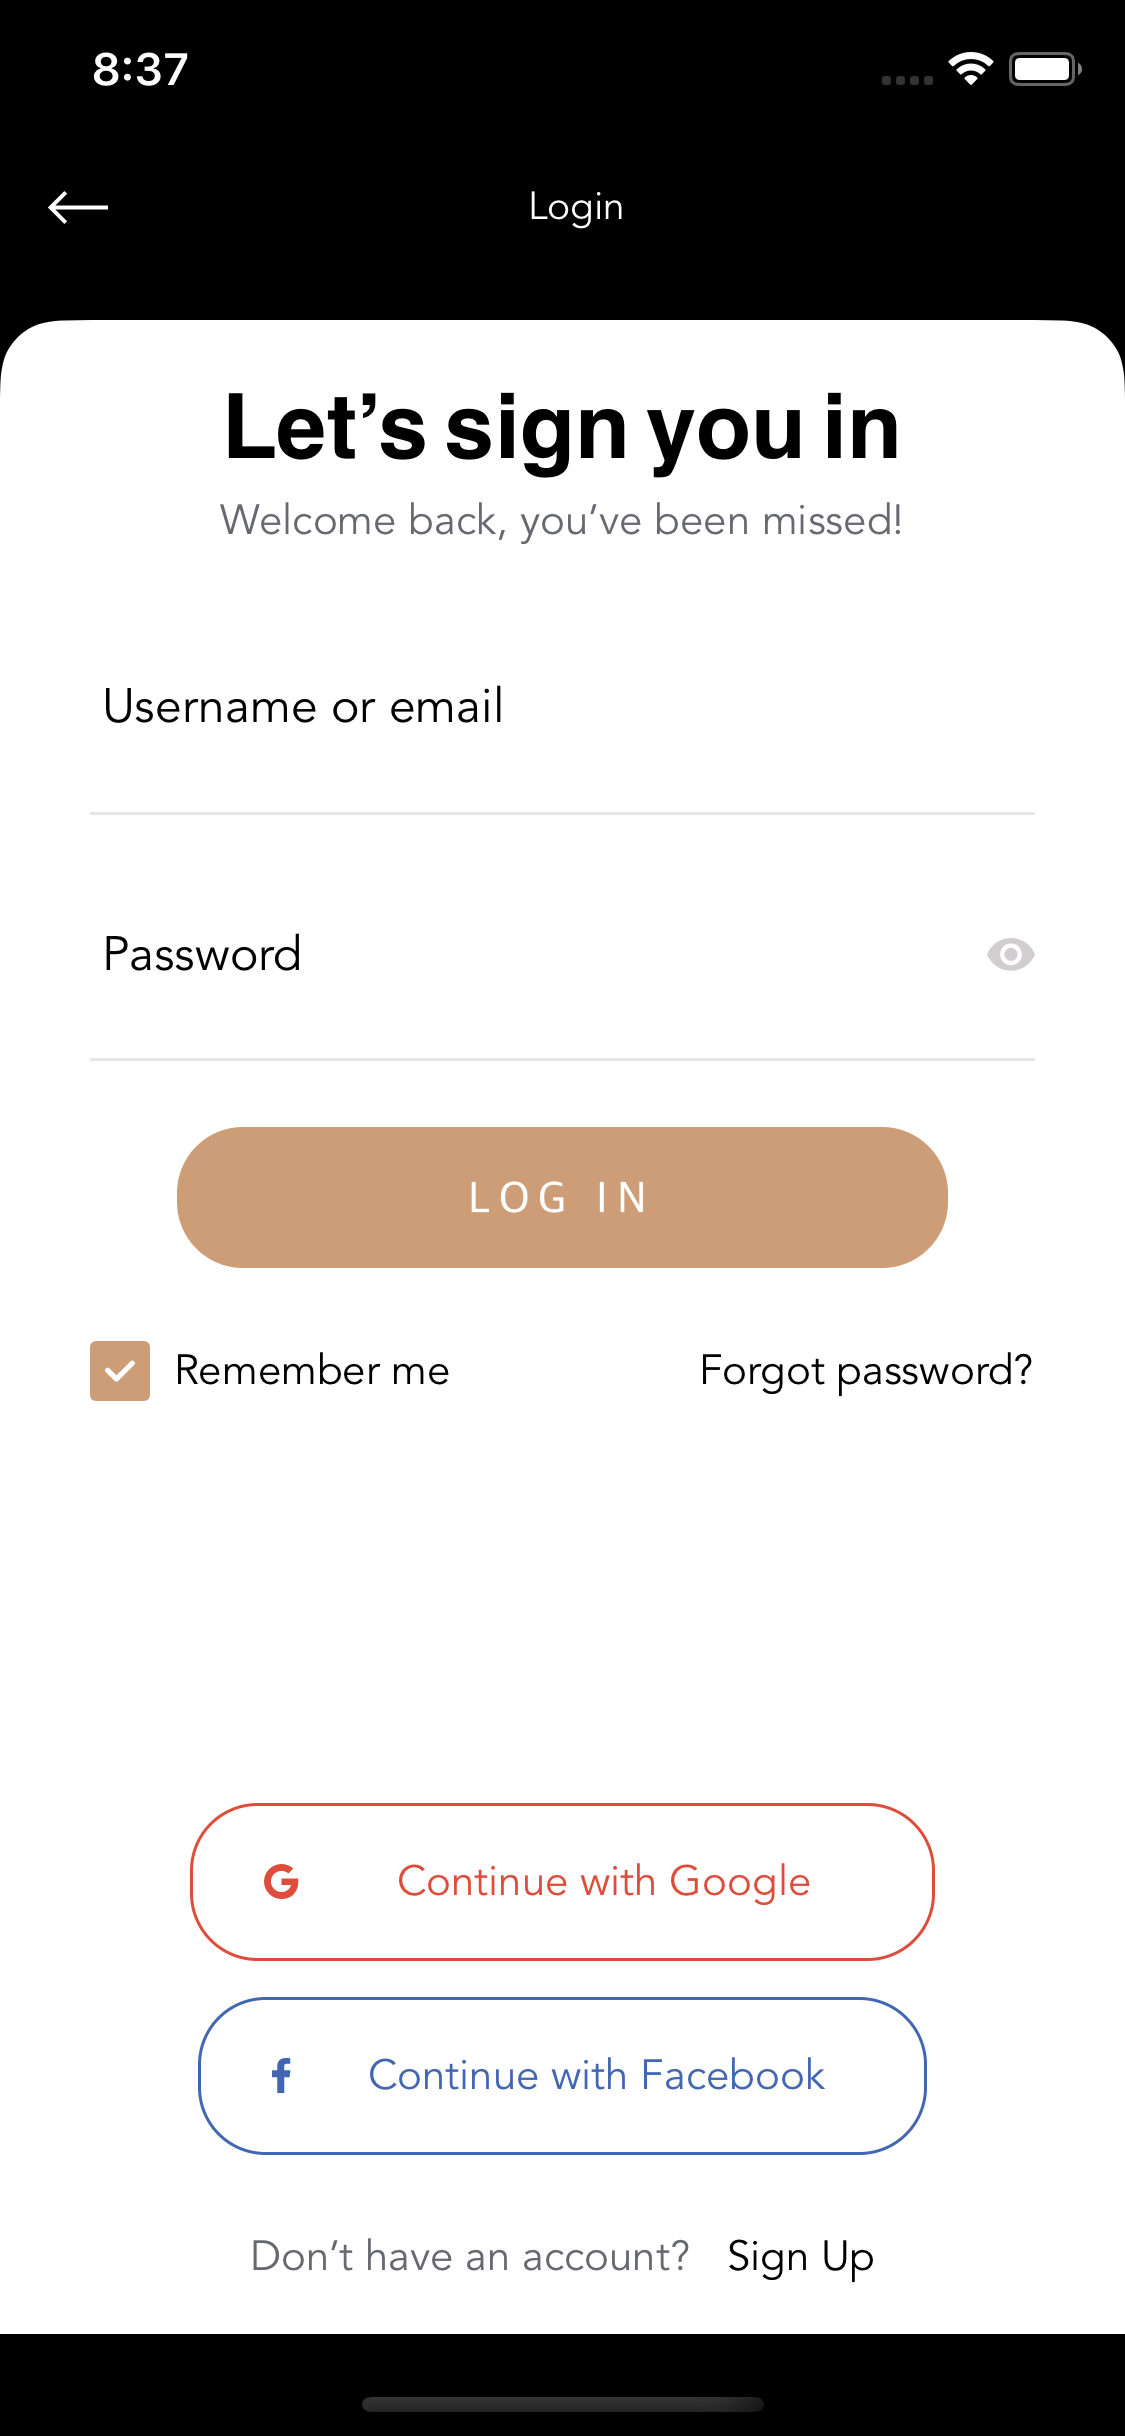 8:37
Login
Let’s sign you in
Welcome back, you’ve been missed!
Username or email
Password
LOG IN
Remember me
Forgot password?
Continue with Google
Continue with Facebook
Don’t have an account? Sign Up